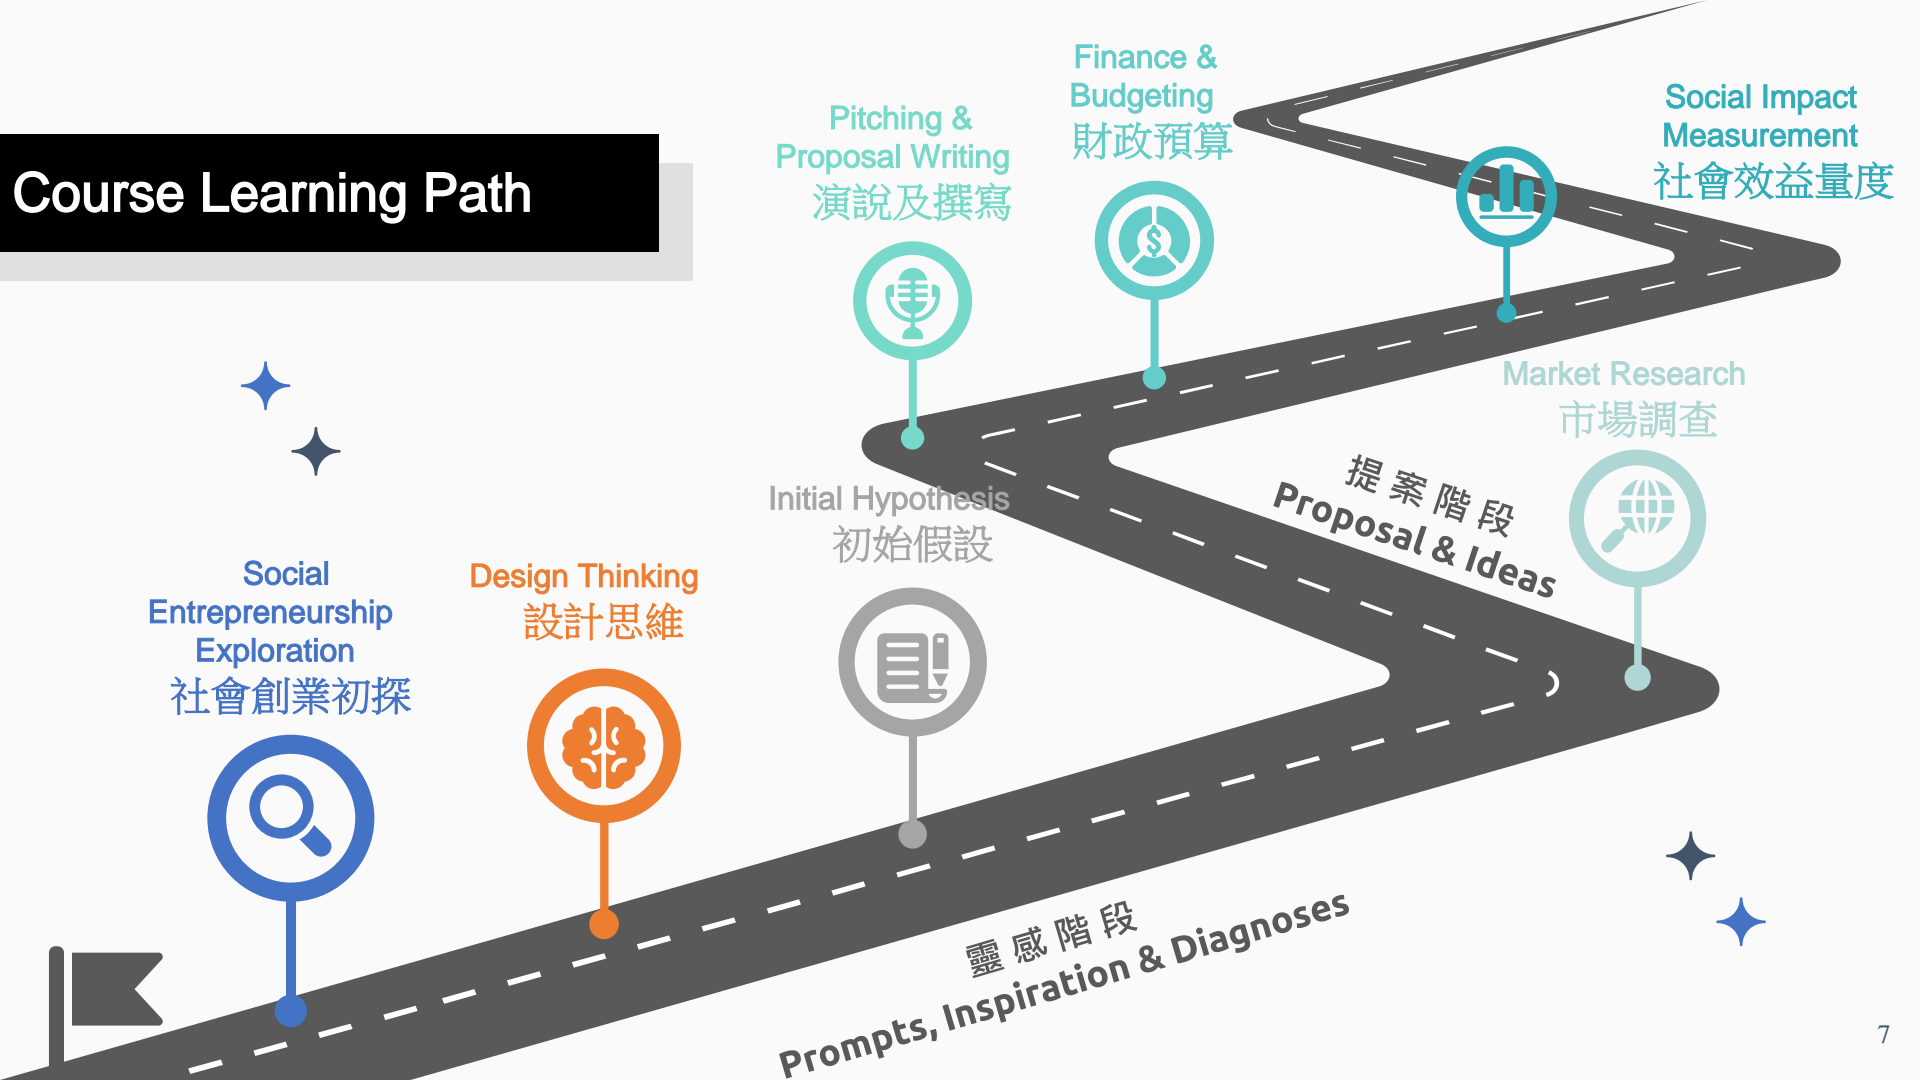 Course Learning Path
Social
Entrepreneurship
Exploration
社會創業初探
Design Thinking
設計思維
Initial Hypothesis
初始假設
Market Research
市場調查
Pitching &
Proposal Writing
演說及撰寫
Finance &
Budgeting
財政預算
Social Impact
Measurement
社會效益量度
提案階段
Proposal & Ideas
靈感階段
Prompts, Inspiration & Diagnoses
$
7